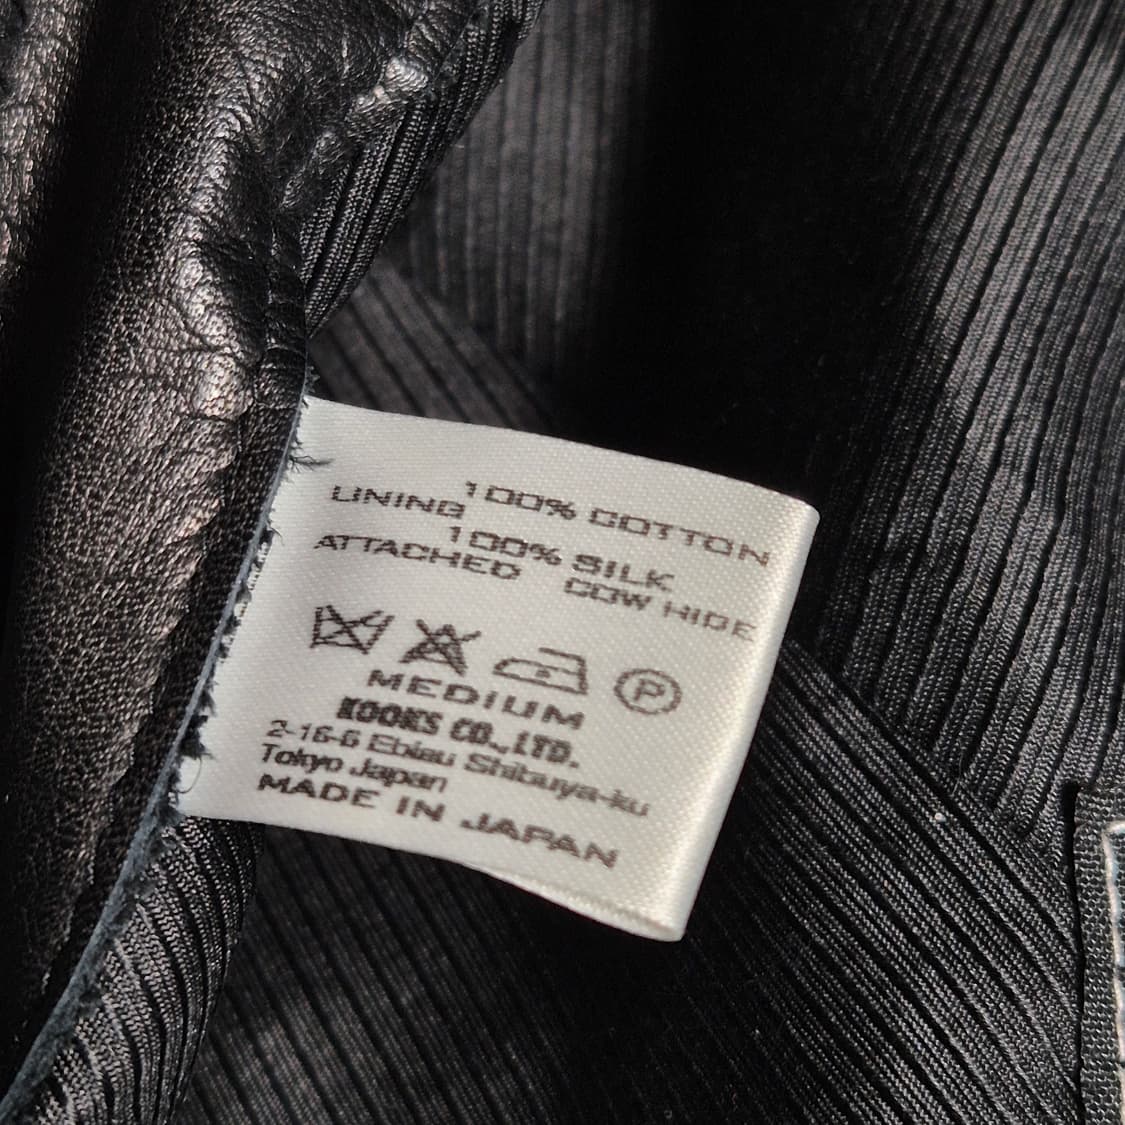 100% COTTON
LINING
100% SILK
ATTACHED
COW HIDE
P
MEDIUM
KOOKS CO.,LTD.
2-16-6 Ebisu Shibuya-ku
Tokyo Japan
MADE IN JAPAN